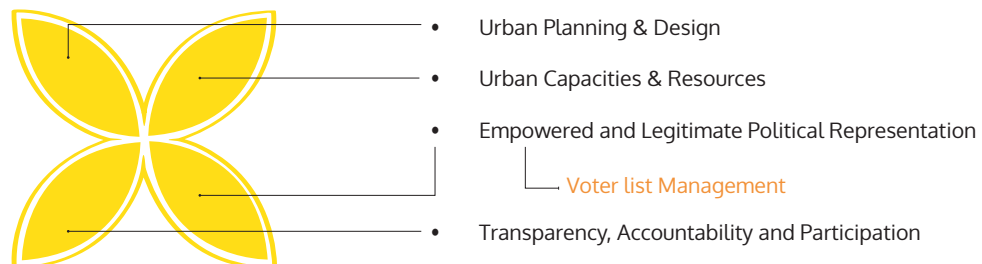 • Urban Planning & Design
• Urban Capacities & Resources
• Empowered and Legitimate Political Representation
Voter list Management
• Transparency, Accountability and Participation